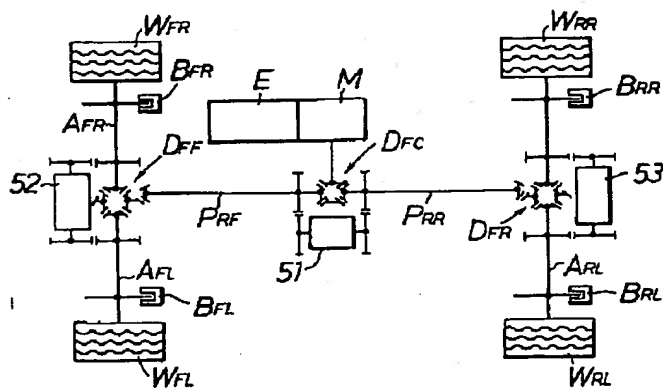 WFR
WRR
BFR
E M
BRR
AFR
DFF
DFC
52
53
PRF
PRR
DFR
51
AFL
ARL
BFL
BRL
WFL
WRL